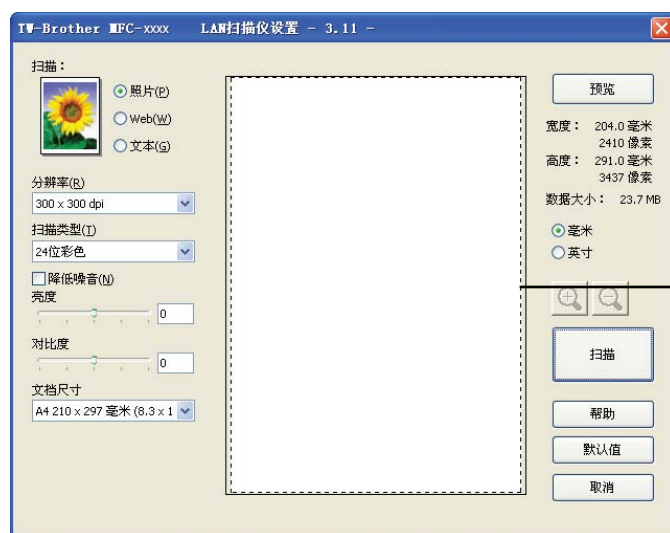 TW-Brother MFC-xxxx LAN扫描仪设置 - 3.11 -
扫描：
照片(P)
Web(W)
文本(G)
分辨率(R)
300 x 300 dpi
扫描类型(T)
24位彩色
降低噪音(N)
亮度
0
对比度
0
文档尺寸
A4 210 x 297 毫米 (8.3 x 1
预览
宽度： 204.0 毫米
2410 像素
高度： 291.0 毫米
3437 像素
数据大小： 23.7 MB
毫米
英寸
扫描
帮助
默认值
取消